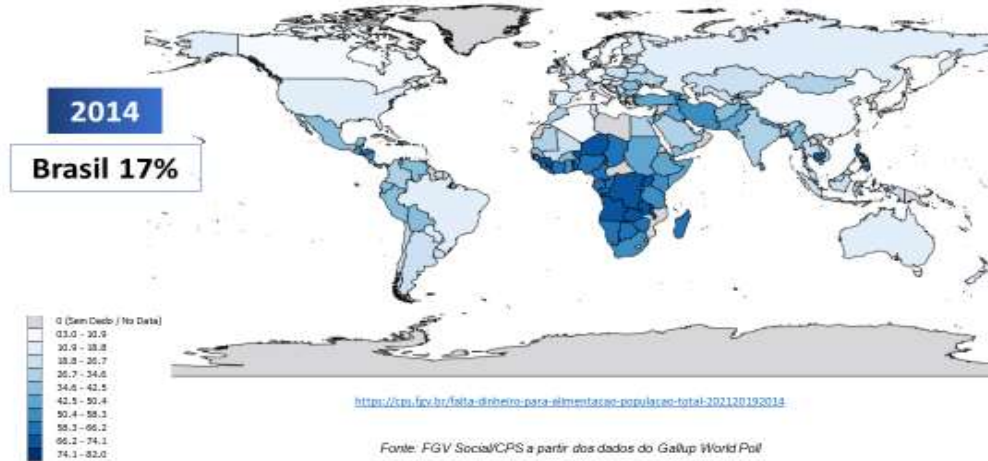 2014
Brasil 17%
0 (Sem Dado / No Data)
03.0 - 10.9
10.9 - 18.8
18.8 - 26.7
26.7 - 34.6
34.6 - 42.5
42.5 - 50.4
50.4 - 58.3
58.3 - 66.2
66.2 - 74.1
74.1 - 82.0
https://cps.fgv.br/falta-dinheiro-para-alimentacao-populacao-total-202120192014
Fonte: FGV Social/CPS a partir dos dados do Gallup World Poll